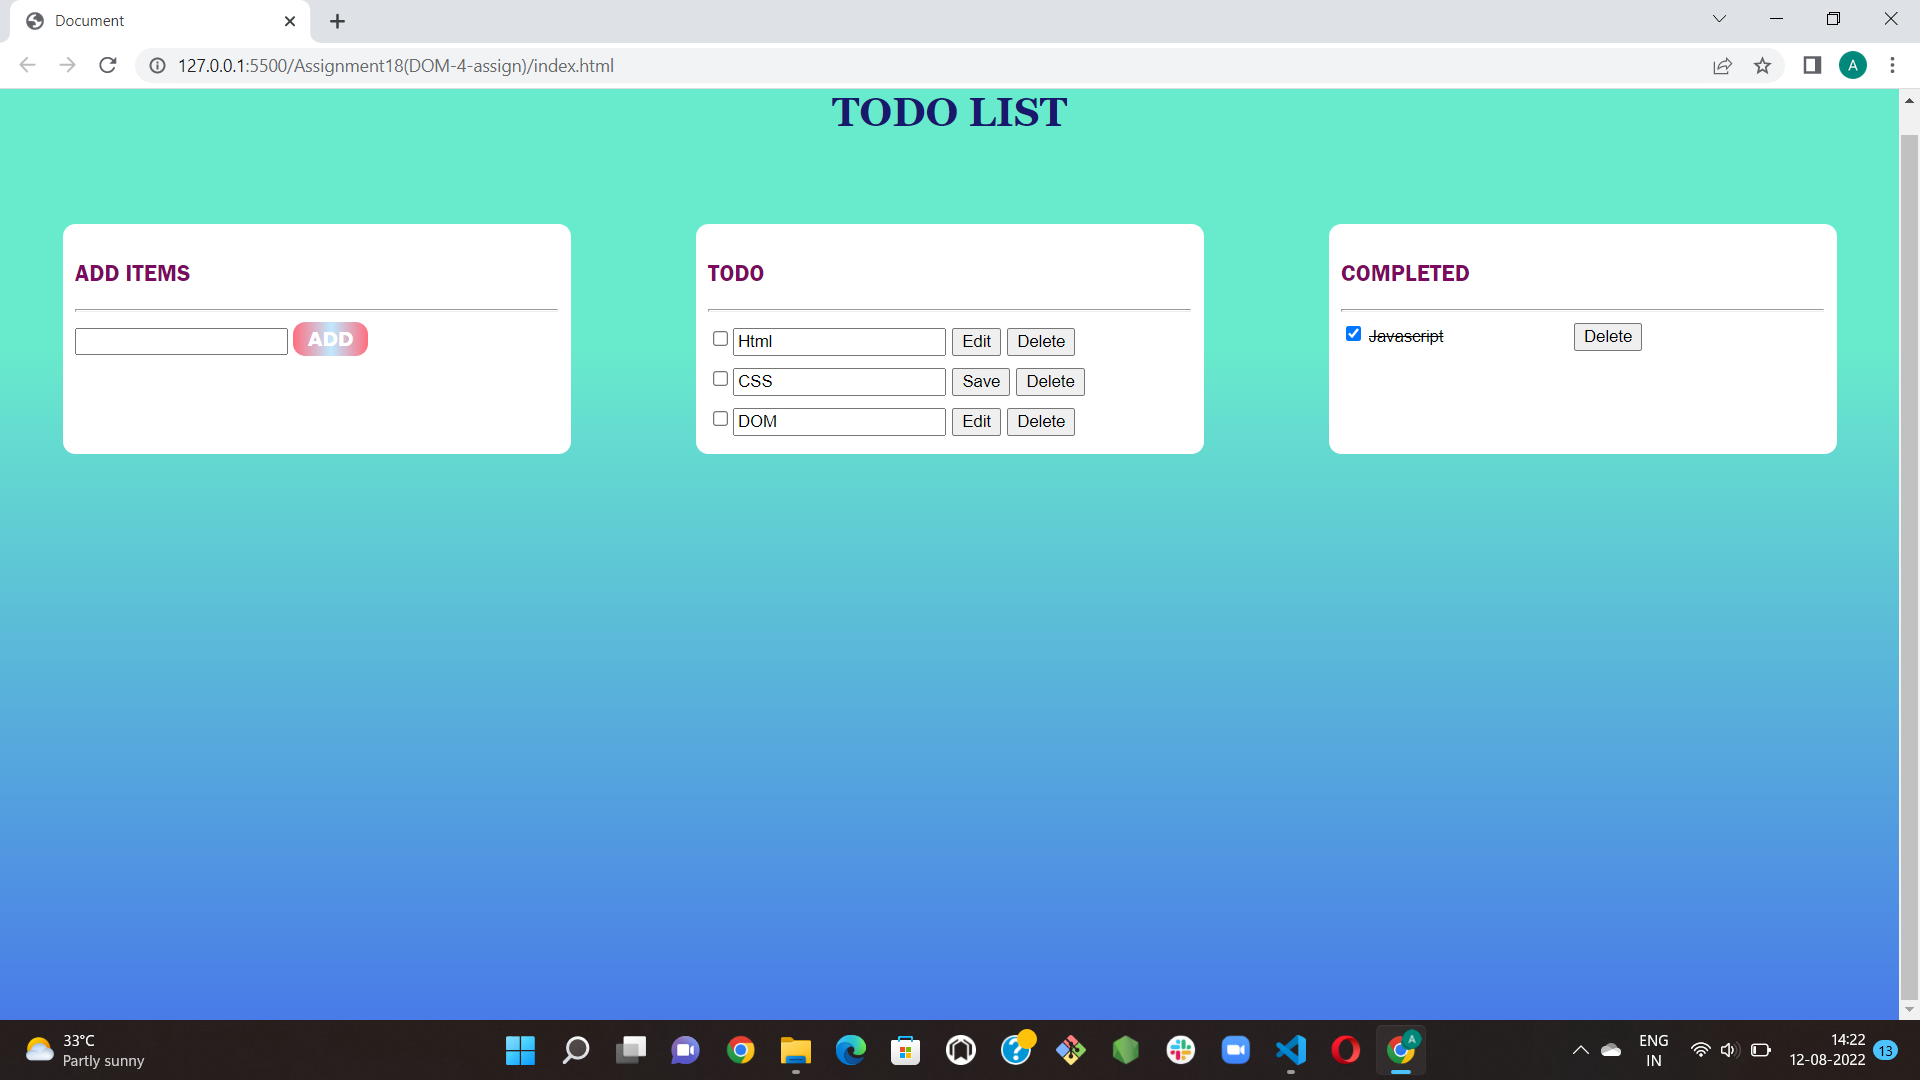 Document
127.0.0.1:5500/Assignment18(DOM-4-assign)/index.html
A
TODO LIST
ADD ITEMS
ADD
TODO
Html Edit Delete
CSS Save Delete
DOM Edit Delete
COMPLETED
Javascript Delete
33°C
Partly sunny
A
ENG
IN
14:22
12-08-2022
13